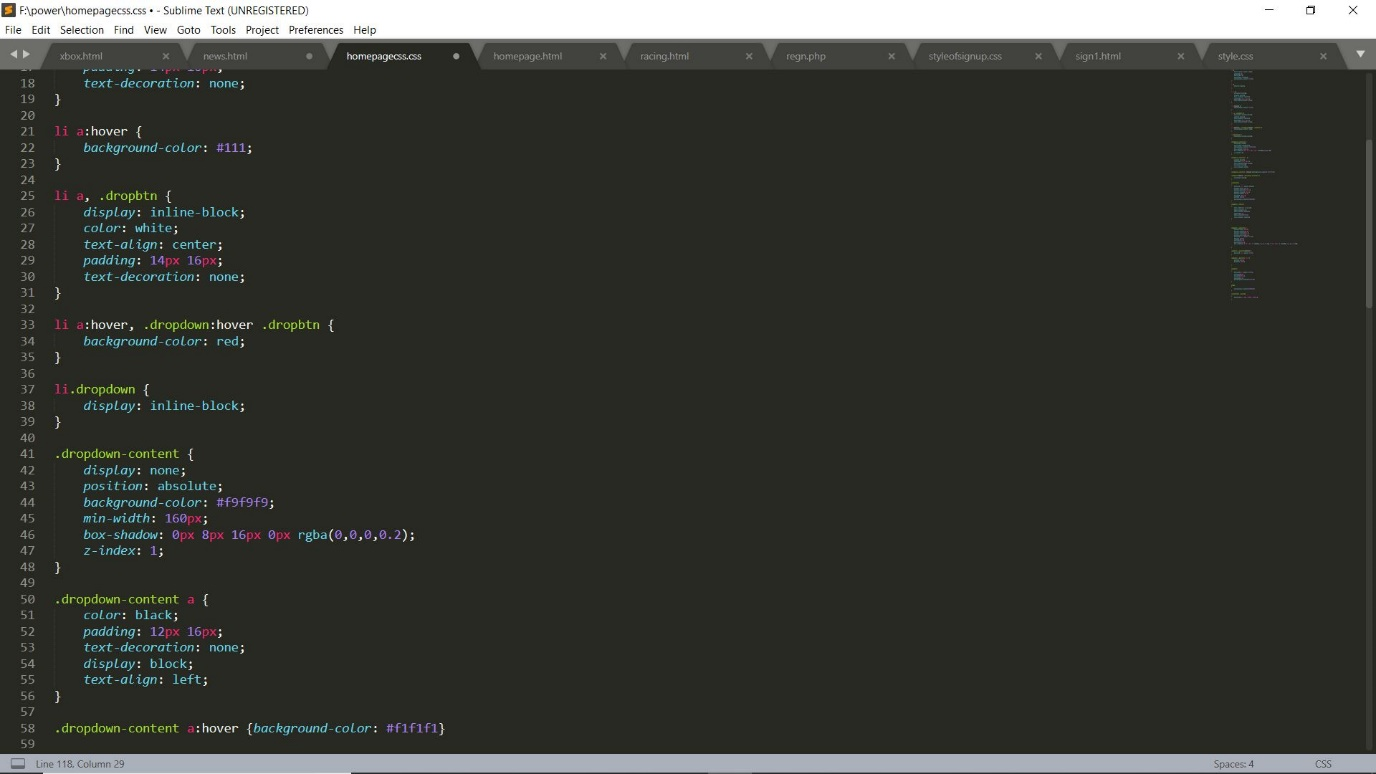 F:\power\homepagecss.css • - Sublime Text (UNREGISTERED)
File Edit Selection Find View Goto Tools Project Preferences Help
xbox.html news.html homepagecss.css homepage.html racing.html regn.php styleofsignup.css sign1.html style.css
18 text-decoration: none;
19 }
20
21 li a:hover {
22 background-color: #111;
23 }
24
25 li a, .dropbtn {
26 display: inline-block;
27 color: white;
28 text-align: center;
29 padding: 14px 16px;
30 text-decoration: none;
31 }
32
33 li a:hover, .dropdown:hover .dropbtn {
34 background-color: red;
35 }
36
37 li.dropdown {
38 display: inline-block;
39 }
40
41 .dropdown-content {
42 display: none;
43 position: absolute;
44 background-color: #f9f9f9;
45 min-width: 160px;
46 box-shadow: 0px 8px 16px 0px rgba(0,0,0,0.2);
47 z-index: 1;
48 }
49
50 .dropdown-content a {
51 color: black;
52 padding: 12px 16px;
53 text-decoration: none;
54 display: block;
55 text-align: left;
56 }
57
58 .dropdown-content a:hover {background-color: #f1f1f1}
59
Line 118, Column 29 Spaces: 4 CSS